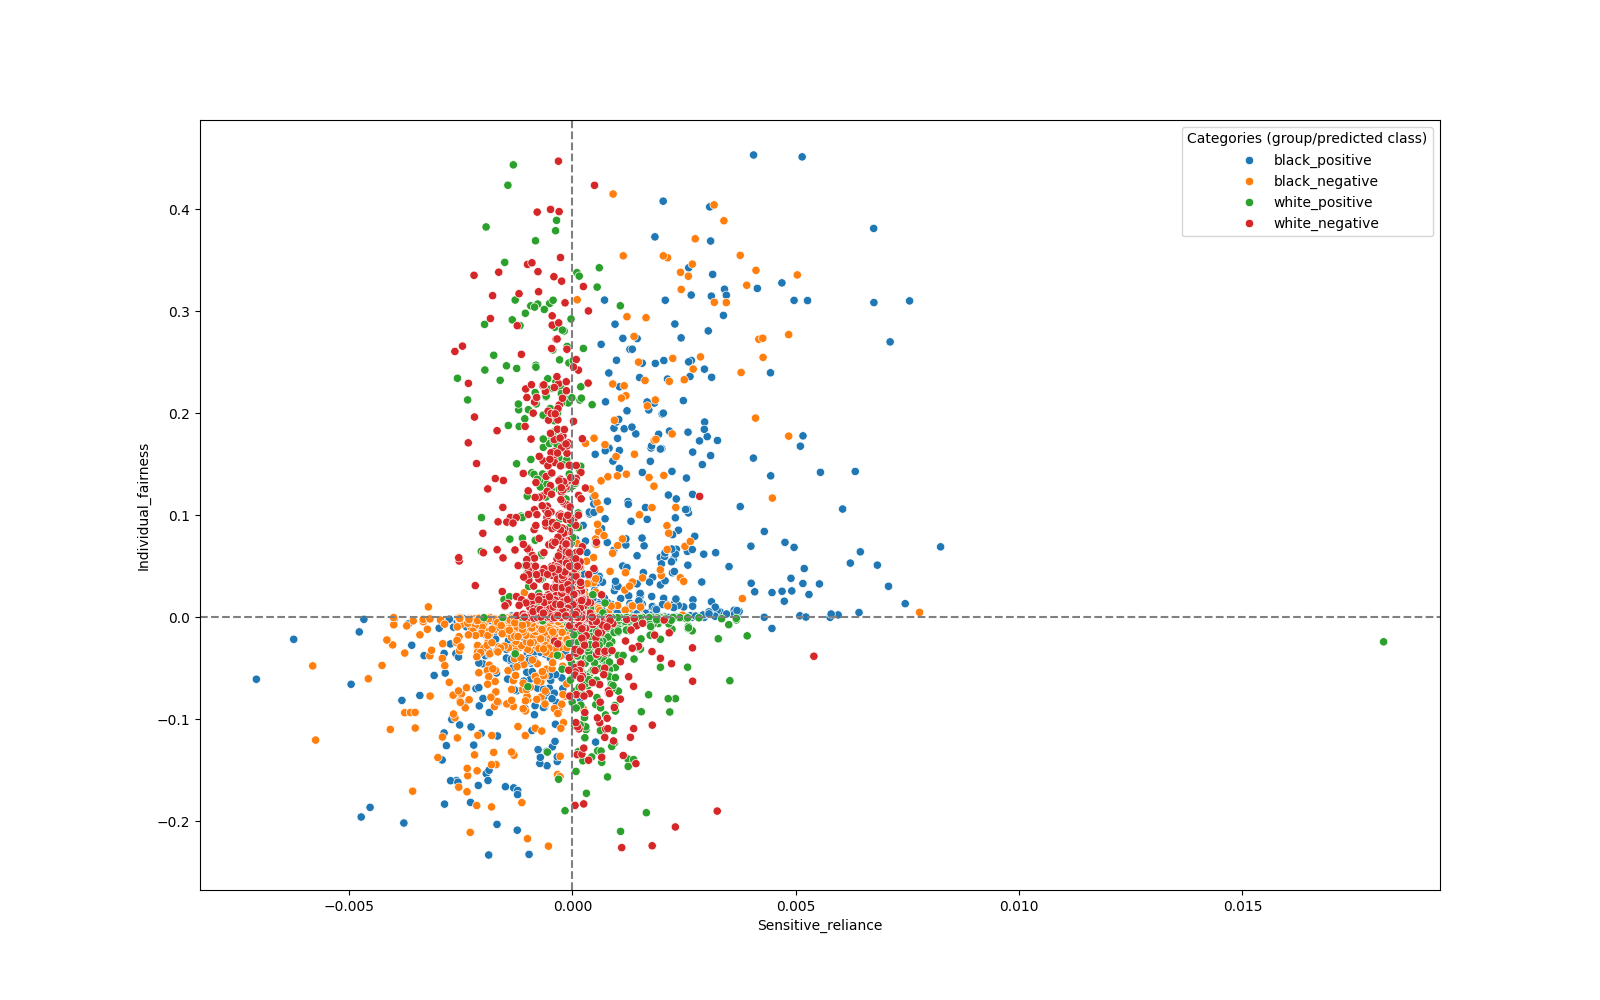 Categories (group/predicted class)
black_positive
black_negative
white_positive
white_negative
Individual_fairness
0.4
0.3
0.2
0.1
0.0
−0.1
−0.2
−0.005
0.000
0.005
0.010
0.015
Sensitive_reliance